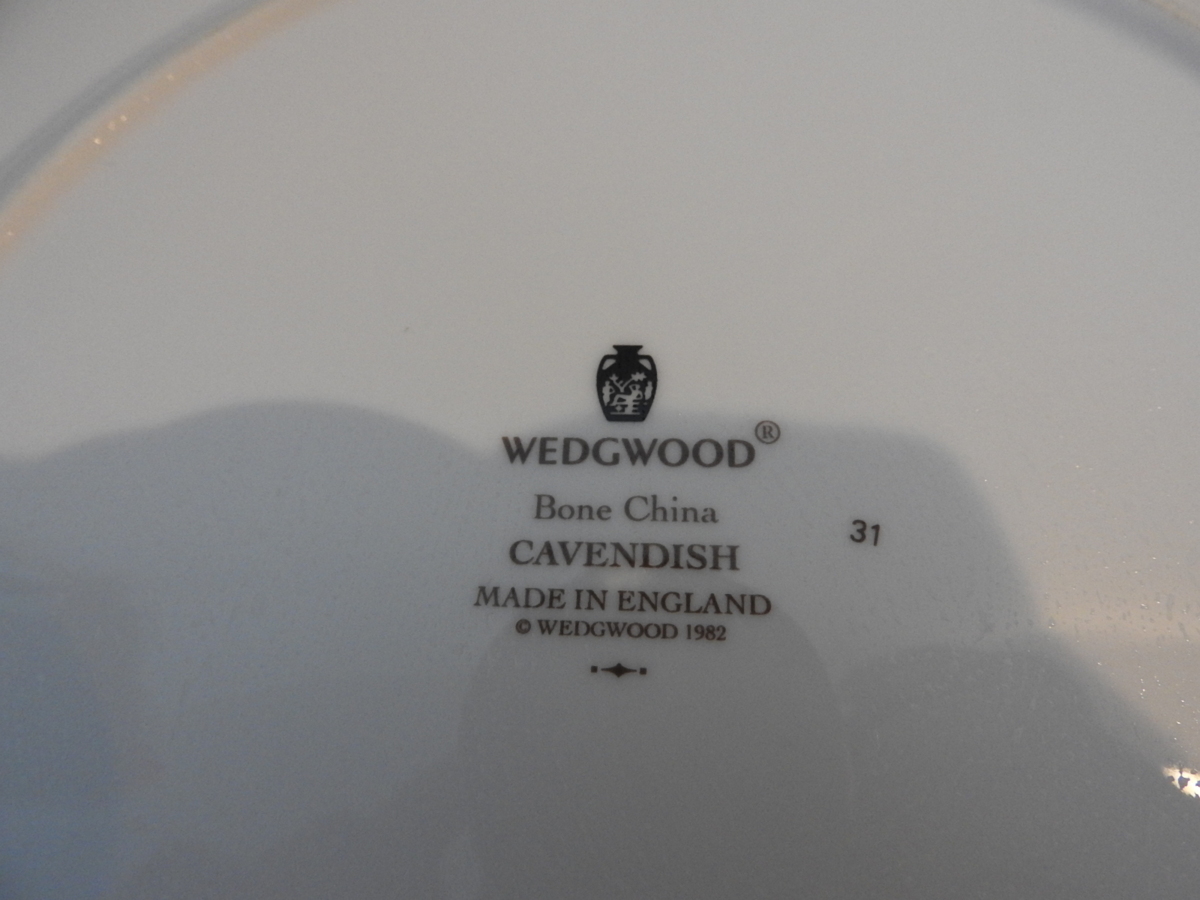 WEDGWOOD®
Bone China
31
CAVENDISH
MADE IN ENGLAND
© WEDGWOOD 1982